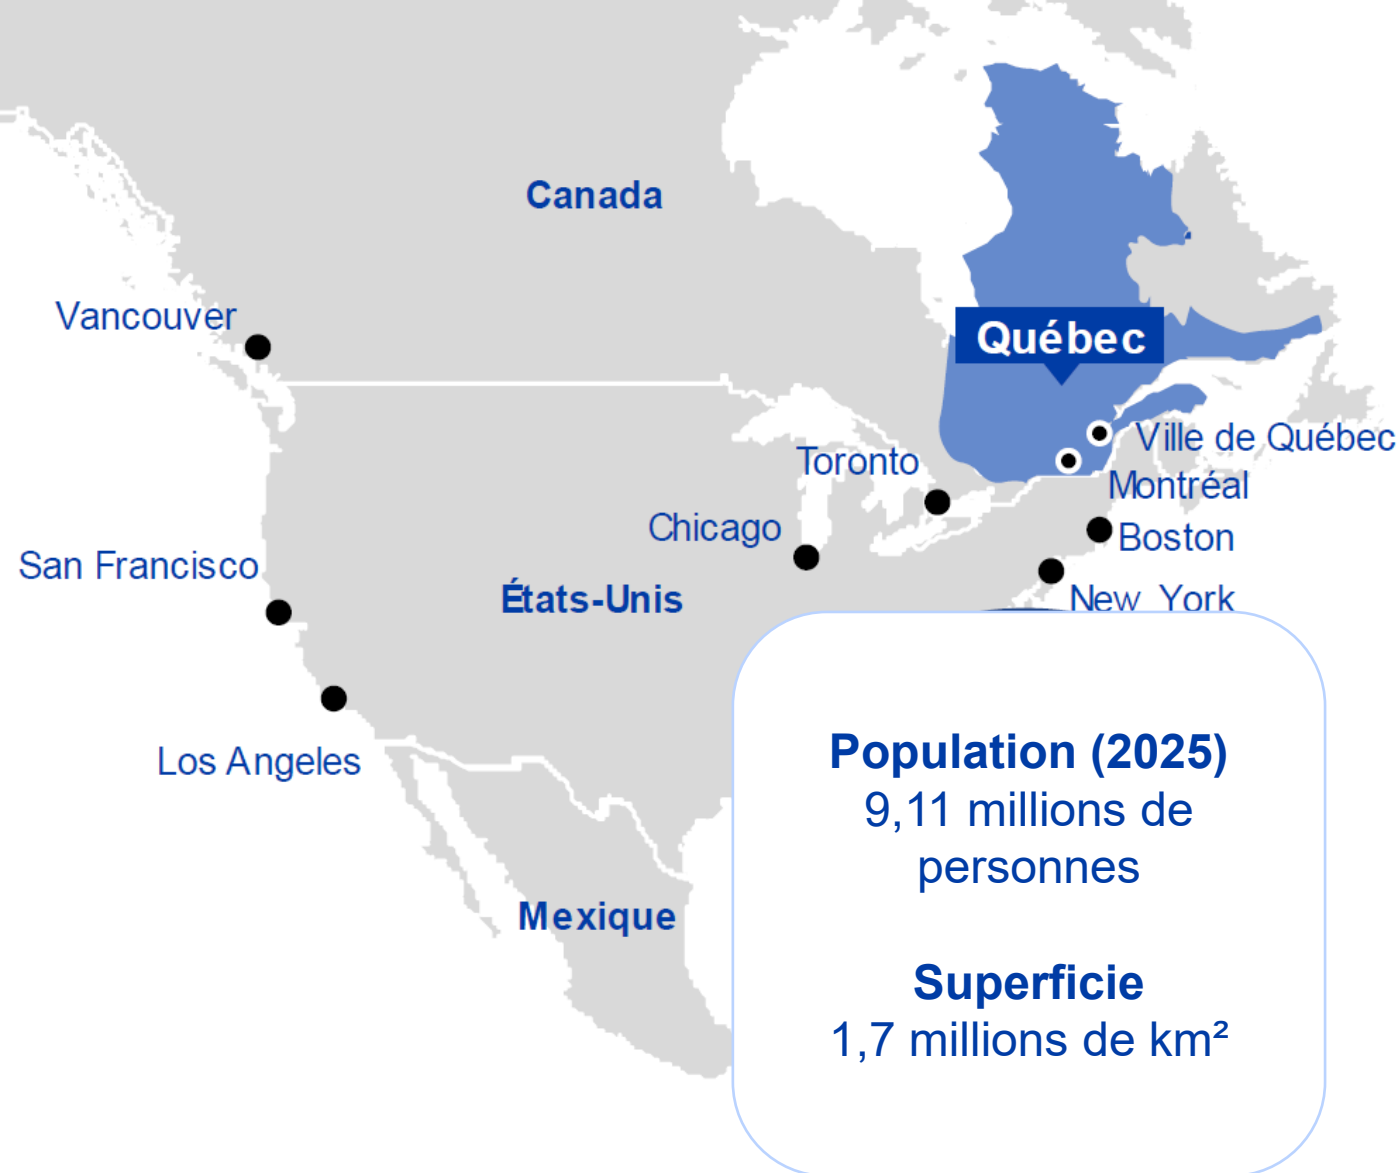 Canada
Vancouver
Québec
Ville de Québec
Toronto
Montréal
Chicago
Boston
San Francisco
États-Unis
New York
Los Angeles
Mexique
Population (2025)
9,11 millions de
personnes
Superficie
1,7 millions de km²